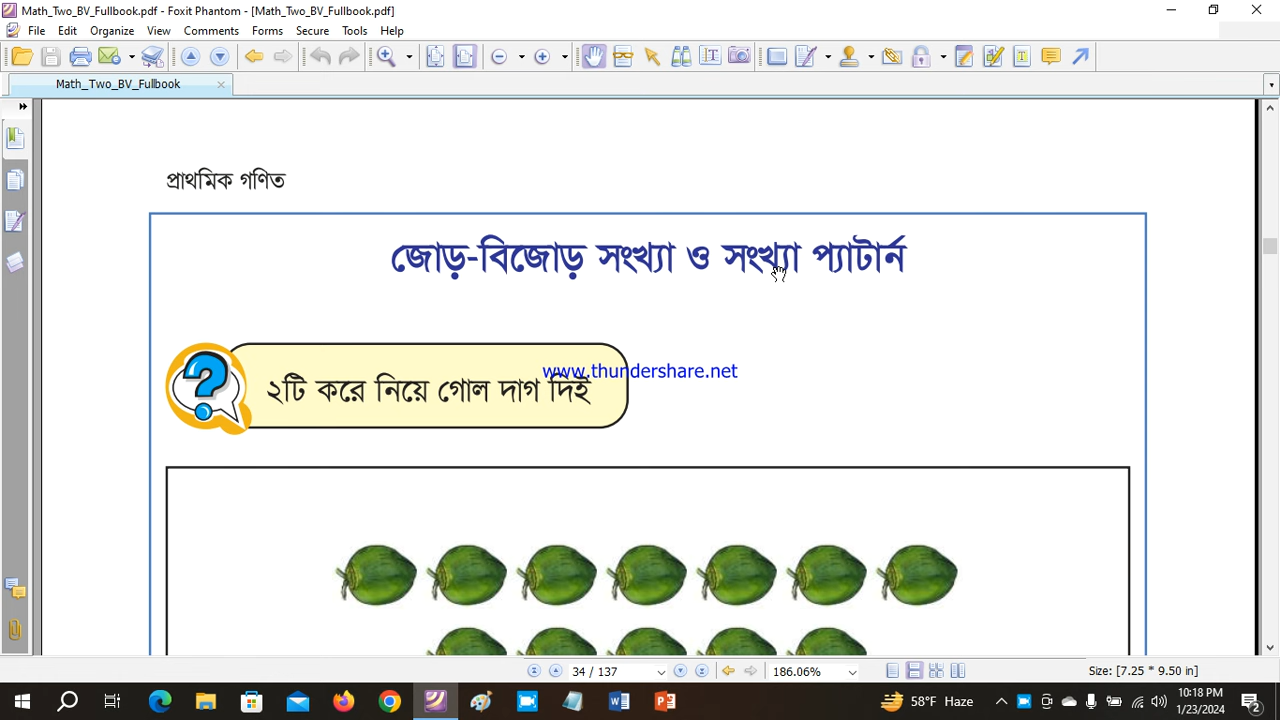 Math_Two_BV_Fullbook.pdf - Foxit Phantom - [Math_Two_BV_Fullbook.pdf]
File Edit Organize View Comments Forms Secure Tools Help
Math_Two_BV_Fullbook
প্রাথমিক গণিত
জোড়-বিজোড় সংখ্যা ও সংখ্যা প্যাটার্ন
www.thundershare.net
২টি করে নিয়ে গোল দাগ দিই
34 / 137 186.06% Size: [7.25 * 9.50 in]
58°F Haze 10:18 PM
1/23/2024 2